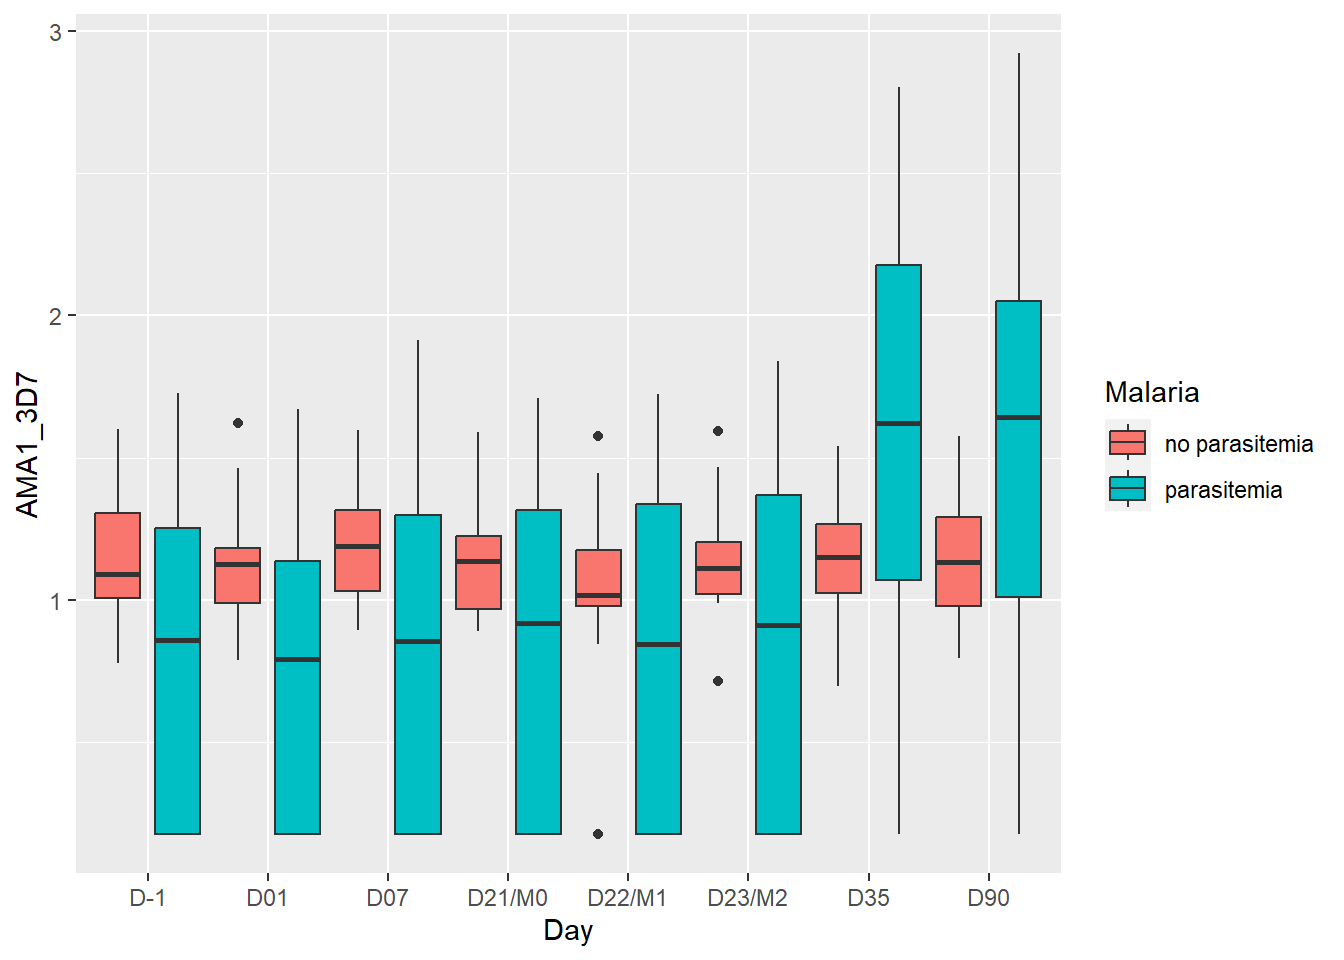 3
2
1
AMA1_3D7
D-1 D01 D07 D21/M0 D22/M1 D23/M2 D35 D90
Day
Malaria
no parasitemia
parasitemia